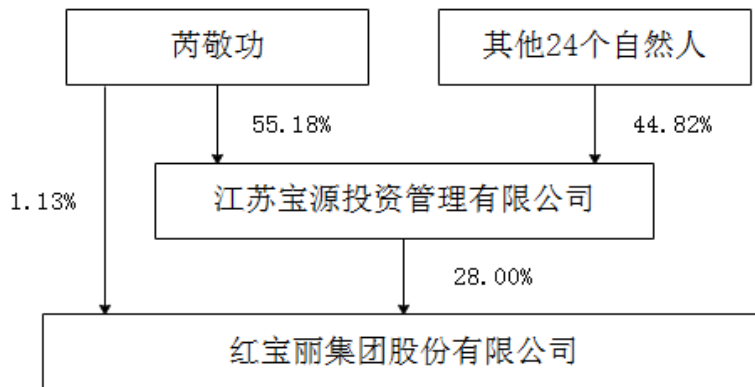 芮敬功
其他24个自然人
55.18%
44.82%
1.13%
江苏宝源投资管理有限公司
28.00%
红宝丽集团股份有限公司